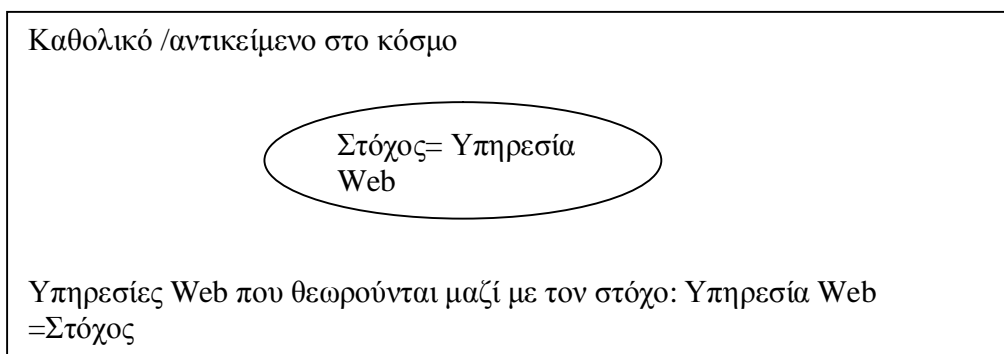 Καθολικό /αντικείμενο στο κόσμο
Στόχος= Υπηρεσία
Web
Υπηρεσίες Web που θεωρούνται μαζί με τον στόχο: Υπηρεσία Web
=Στόχος